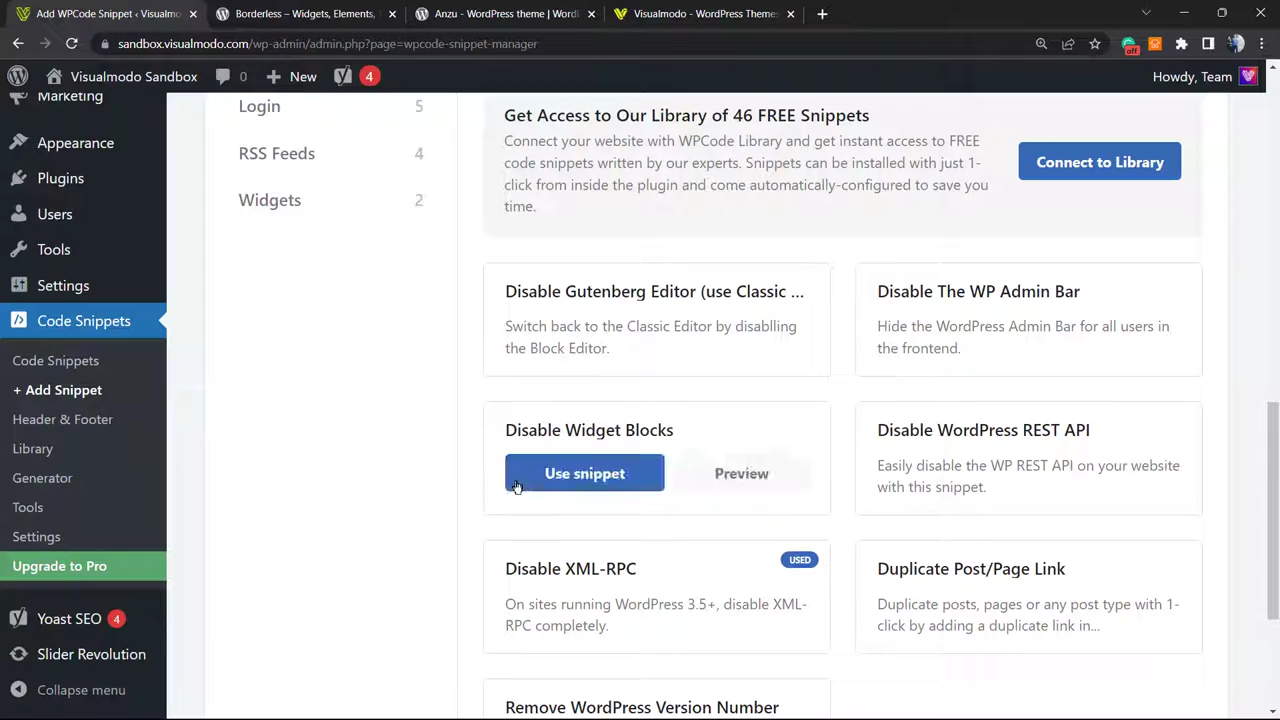 Add WPCode Snippet ‹ Visualmo
Borderless – Widgets, Elements,
Anzu - WordPress theme | WordI
Visualmodo - WordPress Themes
sandbox.visualmodo.com/wp-admin/admin.php?page=wpcode-snippet-manager
off
Visualmodo Sandbox
0
New
4
Howdy, Team
Marketing
Appearance
Plugins
Users
Tools
Settings
Code Snippets
Code Snippets
+ Add Snippet
Header & Footer
Library
Generator
Tools
Settings
Upgrade to Pro
Yoast SEO 4
Slider Revolution
Collapse menu
Login 5
RSS Feeds 4
Widgets 2
Get Access to Our Library of 46 FREE Snippets
Connect your website with WPCode Library and get instant access to FREE
code snippets written by our experts. Snippets can be installed with just 1-
click from inside the plugin and come automatically-configured to save you
time.
Connect to Library
Disable Gutenberg Editor (use Classic ...
Switch back to the Classic Editor by disablling
the Block Editor.
Disable The WP Admin Bar
Hide the WordPress Admin Bar for all users in
the frontend.
Disable Widget Blocks
Use snippet
Preview
Disable WordPress REST API
Easily disable the WP REST API on your website
with this snippet.
Disable XML-RPC
USED
On sites running WordPress 3.5+, disable XML-
RPC completely.
Duplicate Post/Page Link
Duplicate posts, pages or any post type with 1-
click by adding a duplicate link in...
Remove WordPress Version Number